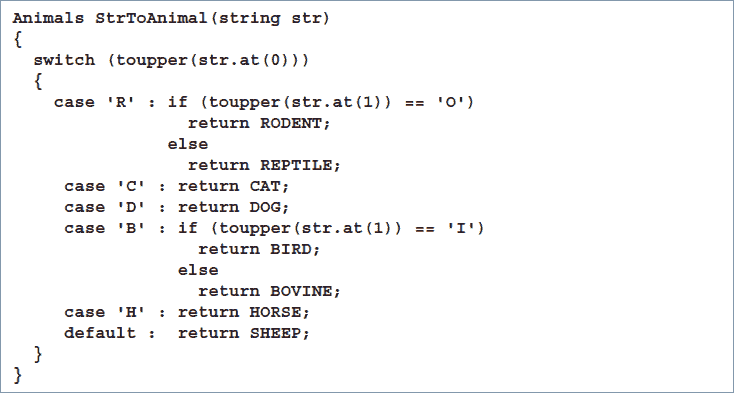 Animals StrToAnimal(string str)
{
  switch (toupper(str.at(0)))
  {
    case 'R' : if (toupper(str.at(1)) == 'O')
                 return RODENT;
               else
                 return REPTILE;
     case 'C' : return CAT;
     case 'D' : return DOG;
     case 'B' : if (toupper(str.at(1)) == 'I')
                  return BIRD;
                else
                  return BOVINE;
     case 'H' : return HORSE;
     default :  return SHEEP;
  }
}